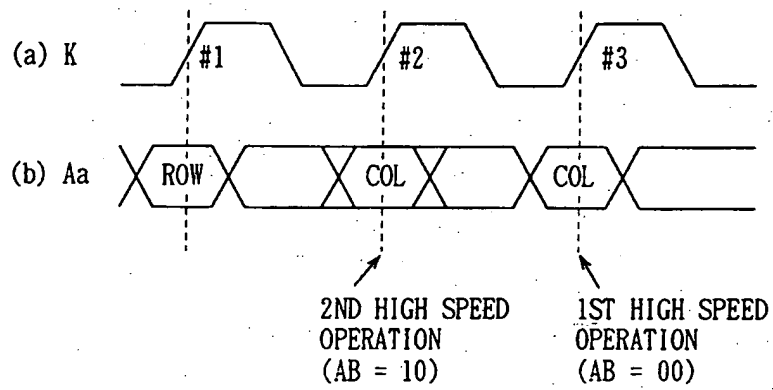 (a) K #1 #2 #3
(b) Aa ROW COL COL
2ND HIGH SPEED
OPERATION
(AB = 10)
1ST HIGH SPEED
OPERATION
(AB = 00)